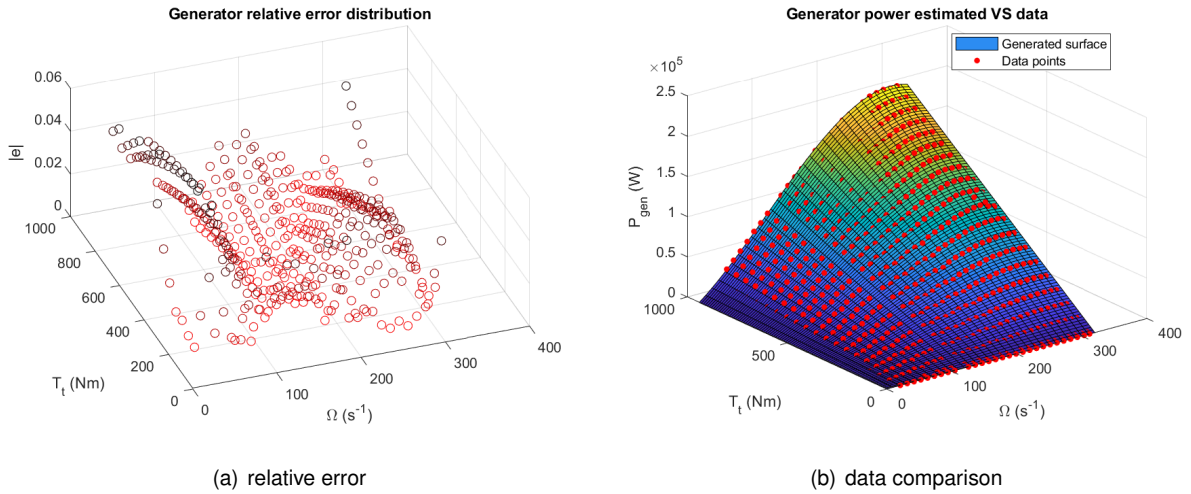 Generator relative error distribution
0.06
0.04
0.02
0
|e|
1000
800
600
400
200
0
T_t (Nm)
0
100
200
300
400
Ω (s^-1)
(a) relative error
Generator power estimated VS data
Generated surface
Data points
×10^5
2.5
2
1.5
1
0.5
0
P_gen (W)
1000
500
0
T_t (Nm)
0
100
200
300
400
Ω (s^-1)
(b) data comparison